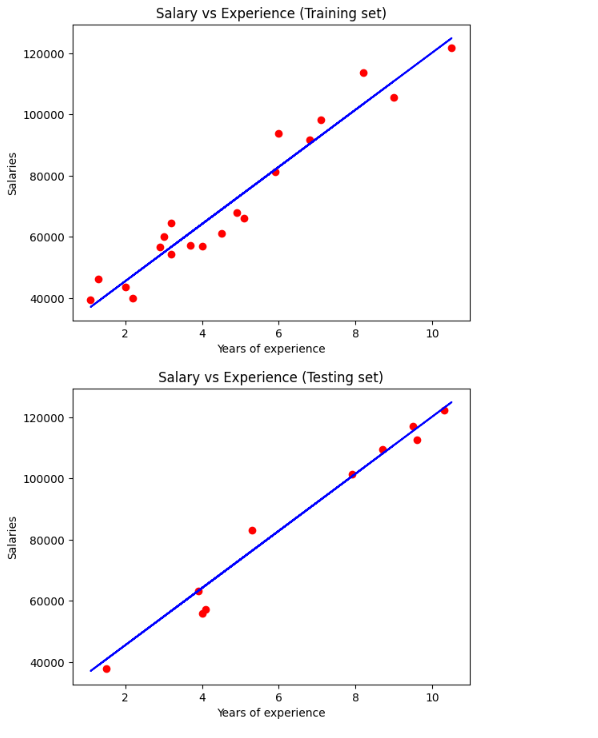 Salary vs Experience (Training set)
120000
100000
80000
60000
40000
Salaries
2 4 6 8 10
Years of experience
Salary vs Experience (Testing set)
120000
100000
80000
60000
40000
Salaries
2 4 6 8 10
Years of experience